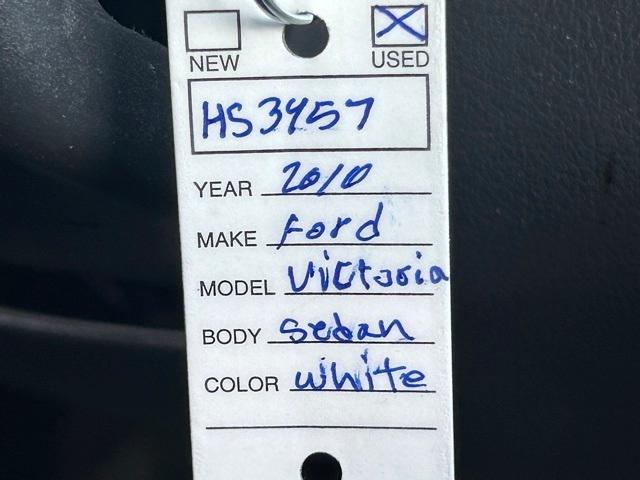 NEW USED
HS3457
YEAR 2010
MAKE Ford
MODEL Victoria
BODY Sedan
COLOR white